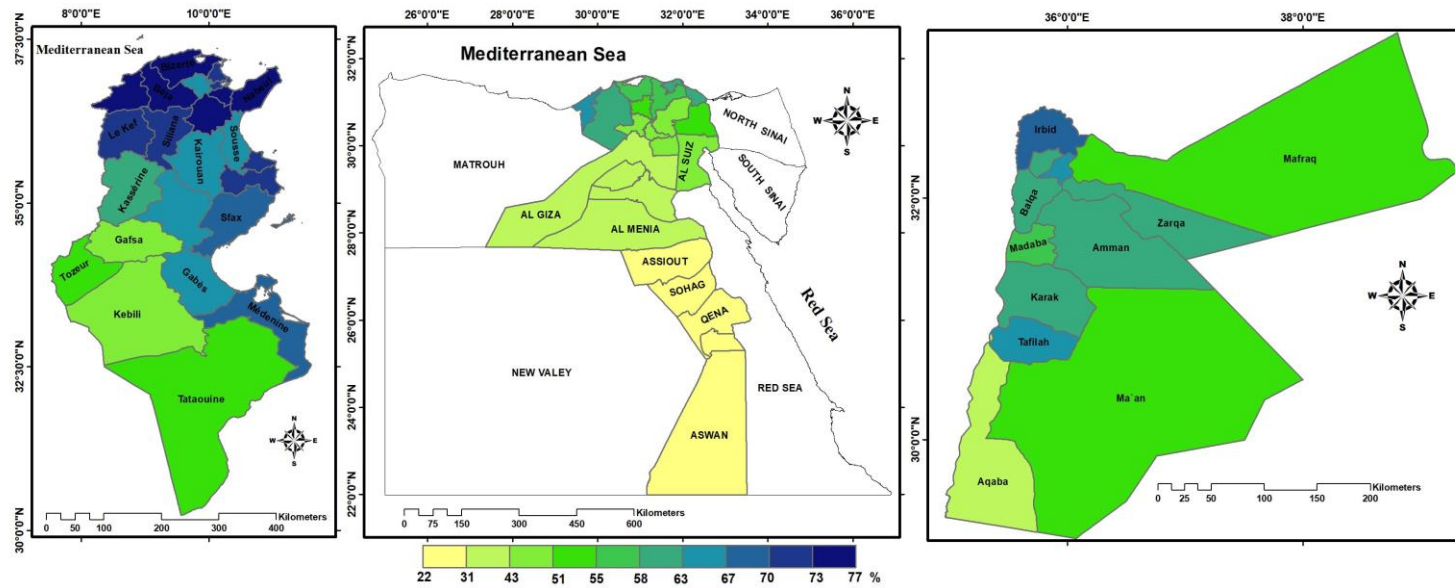 8°0'0"E 10°0'0"E
37°30'0"N
35°0'0"N
32°30'0"N
30°0'0"N
Mediterranean Sea
Bizerte
Beja
Nabeul
Le Kef
Siliana
Sousse
Kairouan
Kassérine
Sfax
Gafsa
Tozeur
Gabès
Kebili
Médenine
Tataouine
N
W E
S
0 50 100 200 300 400
Kilometers
26°0'0"E 28°0'0"E 30°0'0"E 32°0'0"E 34°0'0"E 36°0'0"E
32°0'0"N
30°0'0"N
28°0'0"N
26°0'0"N
24°0'0"N
22°0'0"N
Mediterranean Sea
N
W E
S
NORTH SINAI
MATROUH
AL SUIZ
SOUTH SINAI
AL GIZA
AL MENIA
ASSIOUT
SOHAG
QENA
Red Sea
NEW VALEY
RED SEA
ASWAN
Kilometers
0 75 150 300 450 600
22 31 43 51 55 58 63 67 70 73 77 %
36°0'0"E 38°0'0"E
32°0'0"N
30°0'0"N
Irbid
Mafraq
Balqa
Zarqa
Madaba
Amman
Karak
Tafilah
Ma`an
Aqaba
N
W E
S
Kilometers
0 25 50 100 150 200